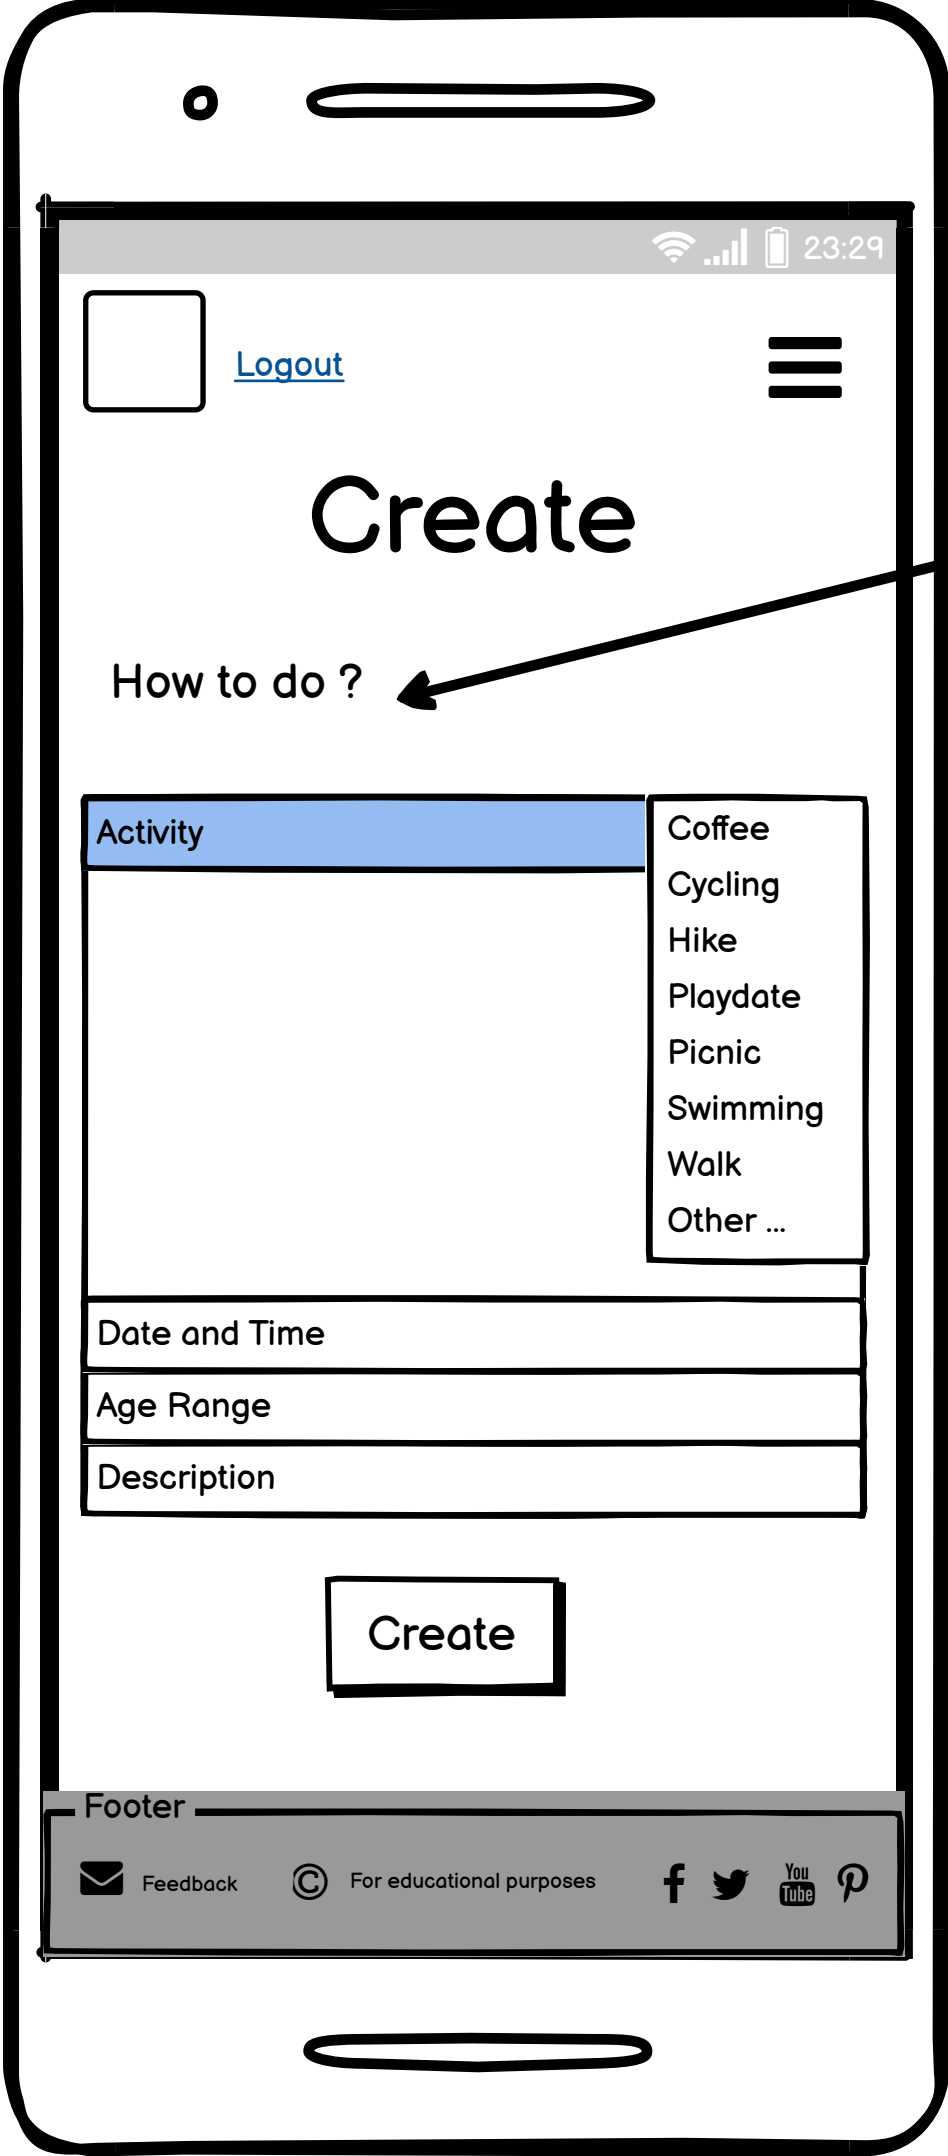 23:29
Logout
Create
How to do ?
Activity
Coffee
Cycling
Hike
Playdate
Picnic
Swimming
Walk
Other ...
Date and Time
Age Range
Description
Create
Footer
Feedback
© For educational purposes
You
Tube